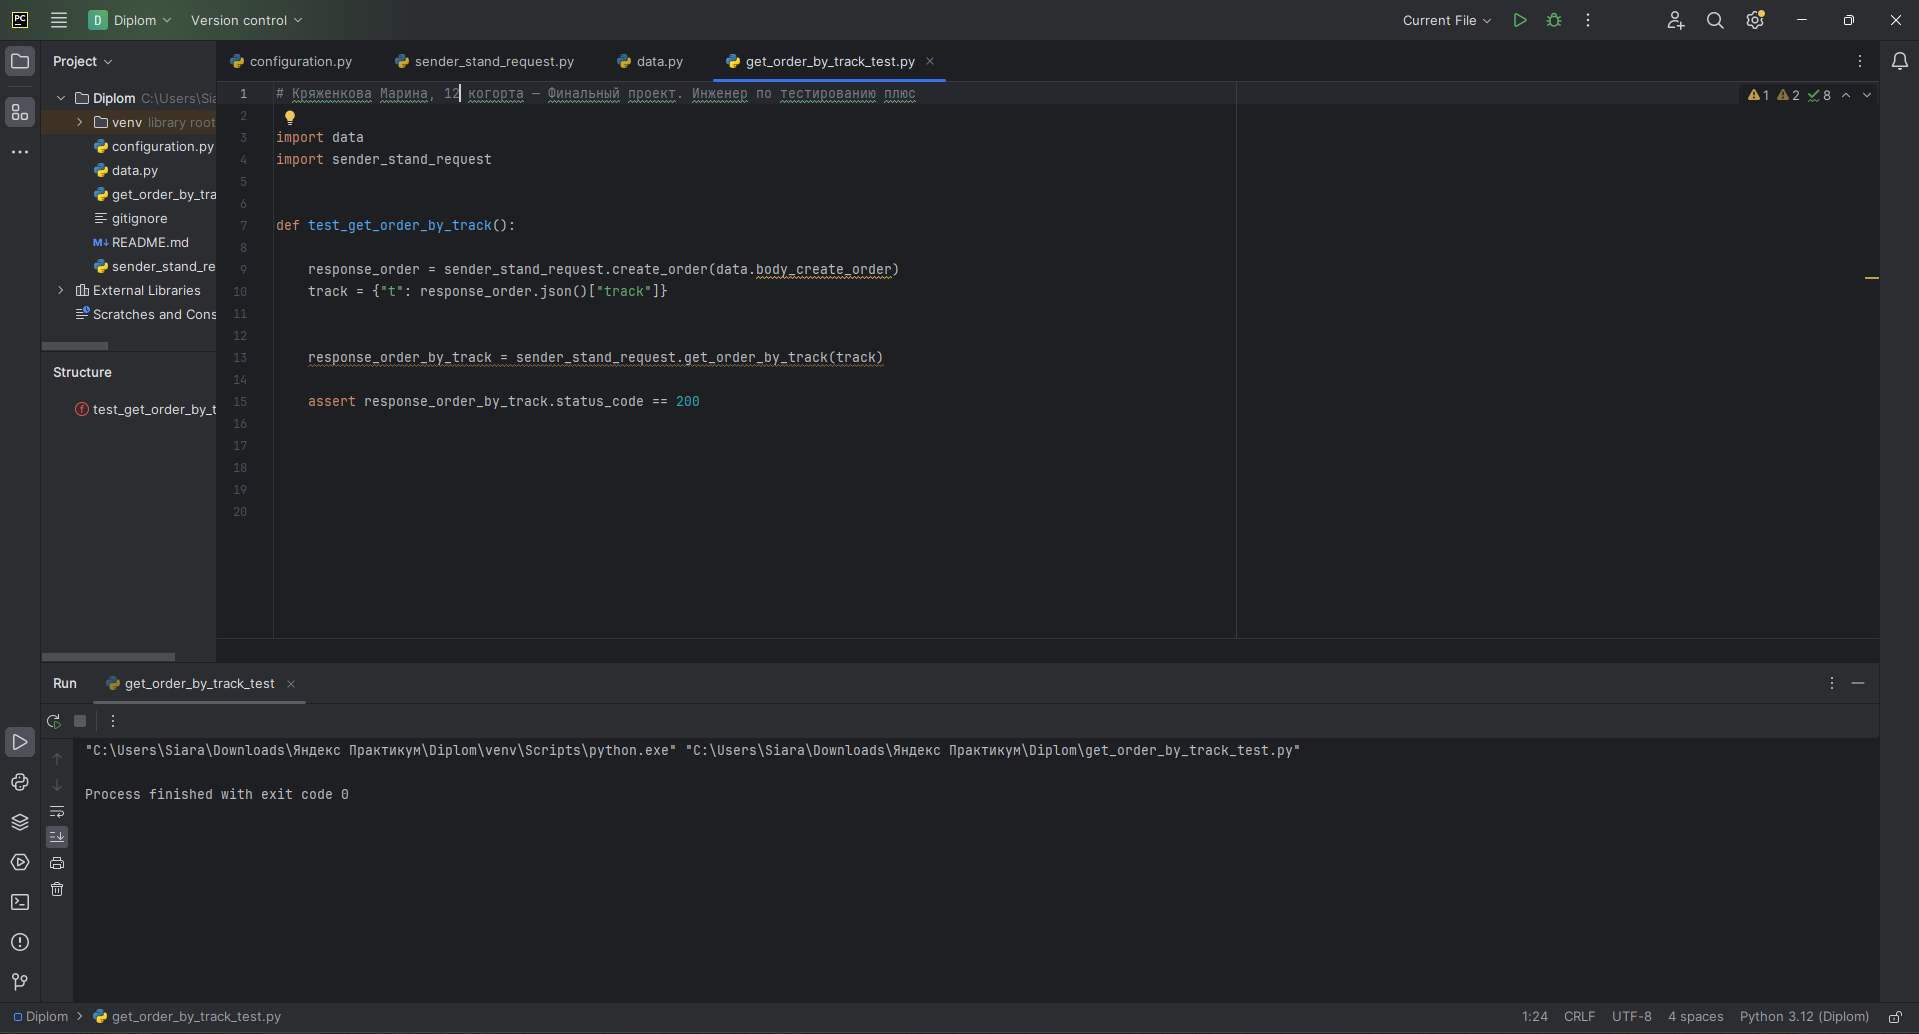 PC
D Diplom Version control Current File
Project
configuration.py sender_stand_request.py data.py get_order_by_track_test.py
Diplom C:\Users\Sia
venv library root
configuration.py
data.py
get_order_by_tra
gitignore
M↓ README.md
sender_stand_re
External Libraries
Scratches and Cons
Structure
f test_get_order_by_t
1 # Кряженкова Марина, 12 когорта — Финальный проект. Инженер по тестированию плюс
1 2 8
2
3 import data
4 import sender_stand_request
5
6
7 def test_get_order_by_track():
8
9 response_order = sender_stand_request.create_order(data.body_create_order)
10 track = {"t": response_order.json()["track"]}
11
12
13 response_order_by_track = sender_stand_request.get_order_by_track(track)
14
15 assert response_order_by_track.status_code == 200
16
17
18
19
20
Run get_order_by_track_test
"C:\Users\Siara\Downloads\Яндекс Практикум\Diplom\venv\Scripts\python.exe" "C:\Users\Siara\Downloads\Яндекс Практикум\Diplom\get_order_by_track_test.py"
Process finished with exit code 0
Diplom get_order_by_track_test.py 1:24 CRLF UTF-8 4 spaces Python 3.12 (Diplom)